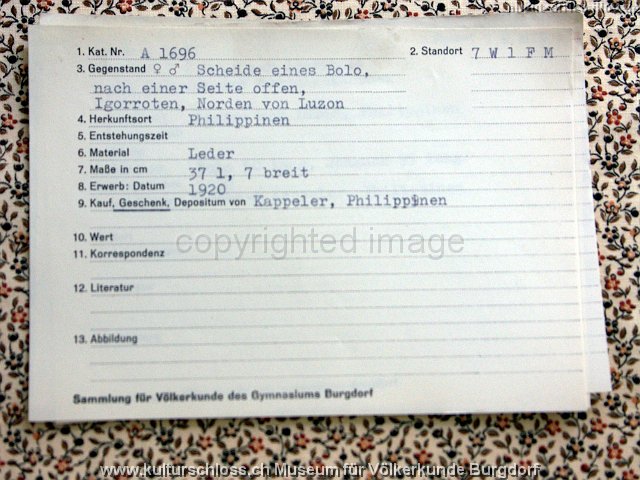 1. Kat. Nr. A 1696 2. Standort 7 W l F M
3. Gegenstand ♀ ♂ Scheide eines Bolo,
nach einer Seite offen,
Igorroten, Norden von Luzon
4. Herkunftsort Philippinen
5. Entstehungszeit
6. Material Leder
7. Maße in cm 37 l, 7 breit
8. Erwerb: Datum 1920
9. Kauf, Geschenk, Depositum von Kappeler, Philippinen
10. Wert
copyrighted image
11. Korrespondenz
12. Literatur
13. Abbildung
Sammlung für Völkerkunde des Gymnasiums Burgdorf
www.kulturschloss.ch Museum für Völkerkunde Burgdorf